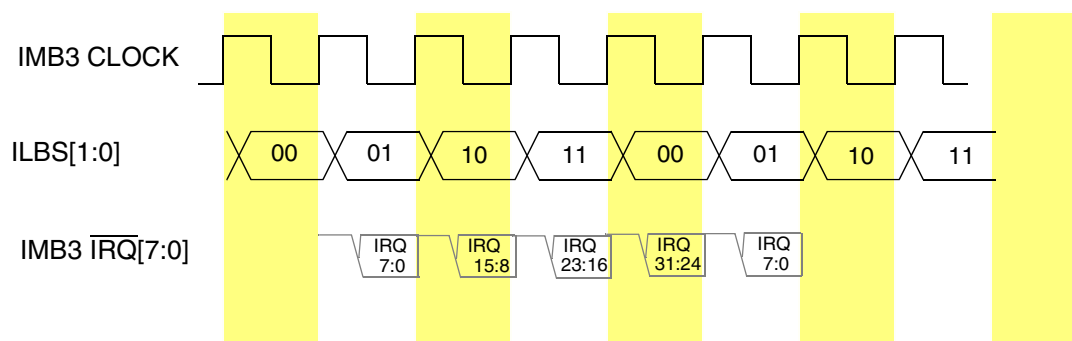 IMB3 CLOCK
ILBS[1:0] 00 01 10 11 00 01 10 11
IMB3 IRQ[7:0]
IRQ 7:0
IRQ 15:8
IRQ 23:16
IRQ 31:24
IRQ 7:0